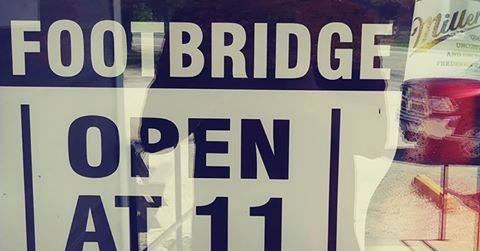 FOOTBRIDGE
OPEN
AT 11
Miller